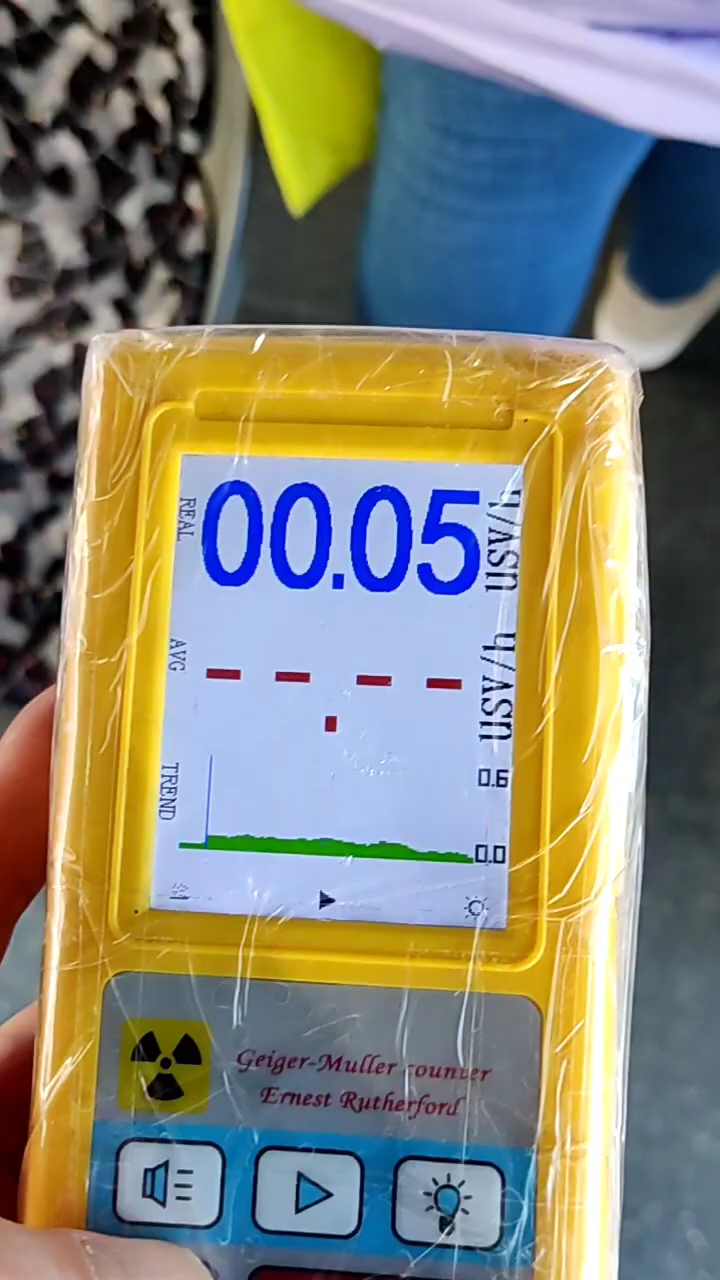 REAL
00.05
uSv/h
AVG
-- -- . -- --
uSv/h
TREND
0.6
0.0
Geiger-Muller counter
Ernest Rutherford